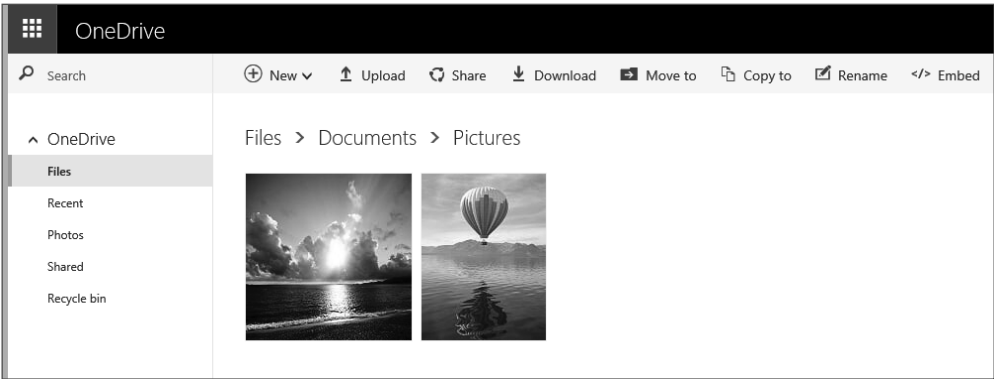 OneDrive
Search
New Upload Share Download Move to Copy to Rename </> Embed
OneDrive
Files
Recent
Photos
Shared
Recycle bin
Files > Documents > Pictures